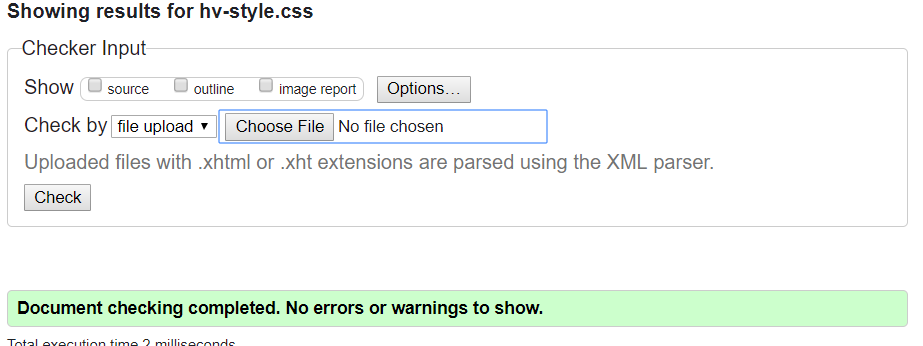 Showing results for hv-style.css
Checker Input
Show source outline image report Options...
Check by file upload Choose File No file chosen
Uploaded files with .xhtml or .xht extensions are parsed using the XML parser.
Check
Document checking completed. No errors or warnings to show.
Total execution time 2 milliseconds